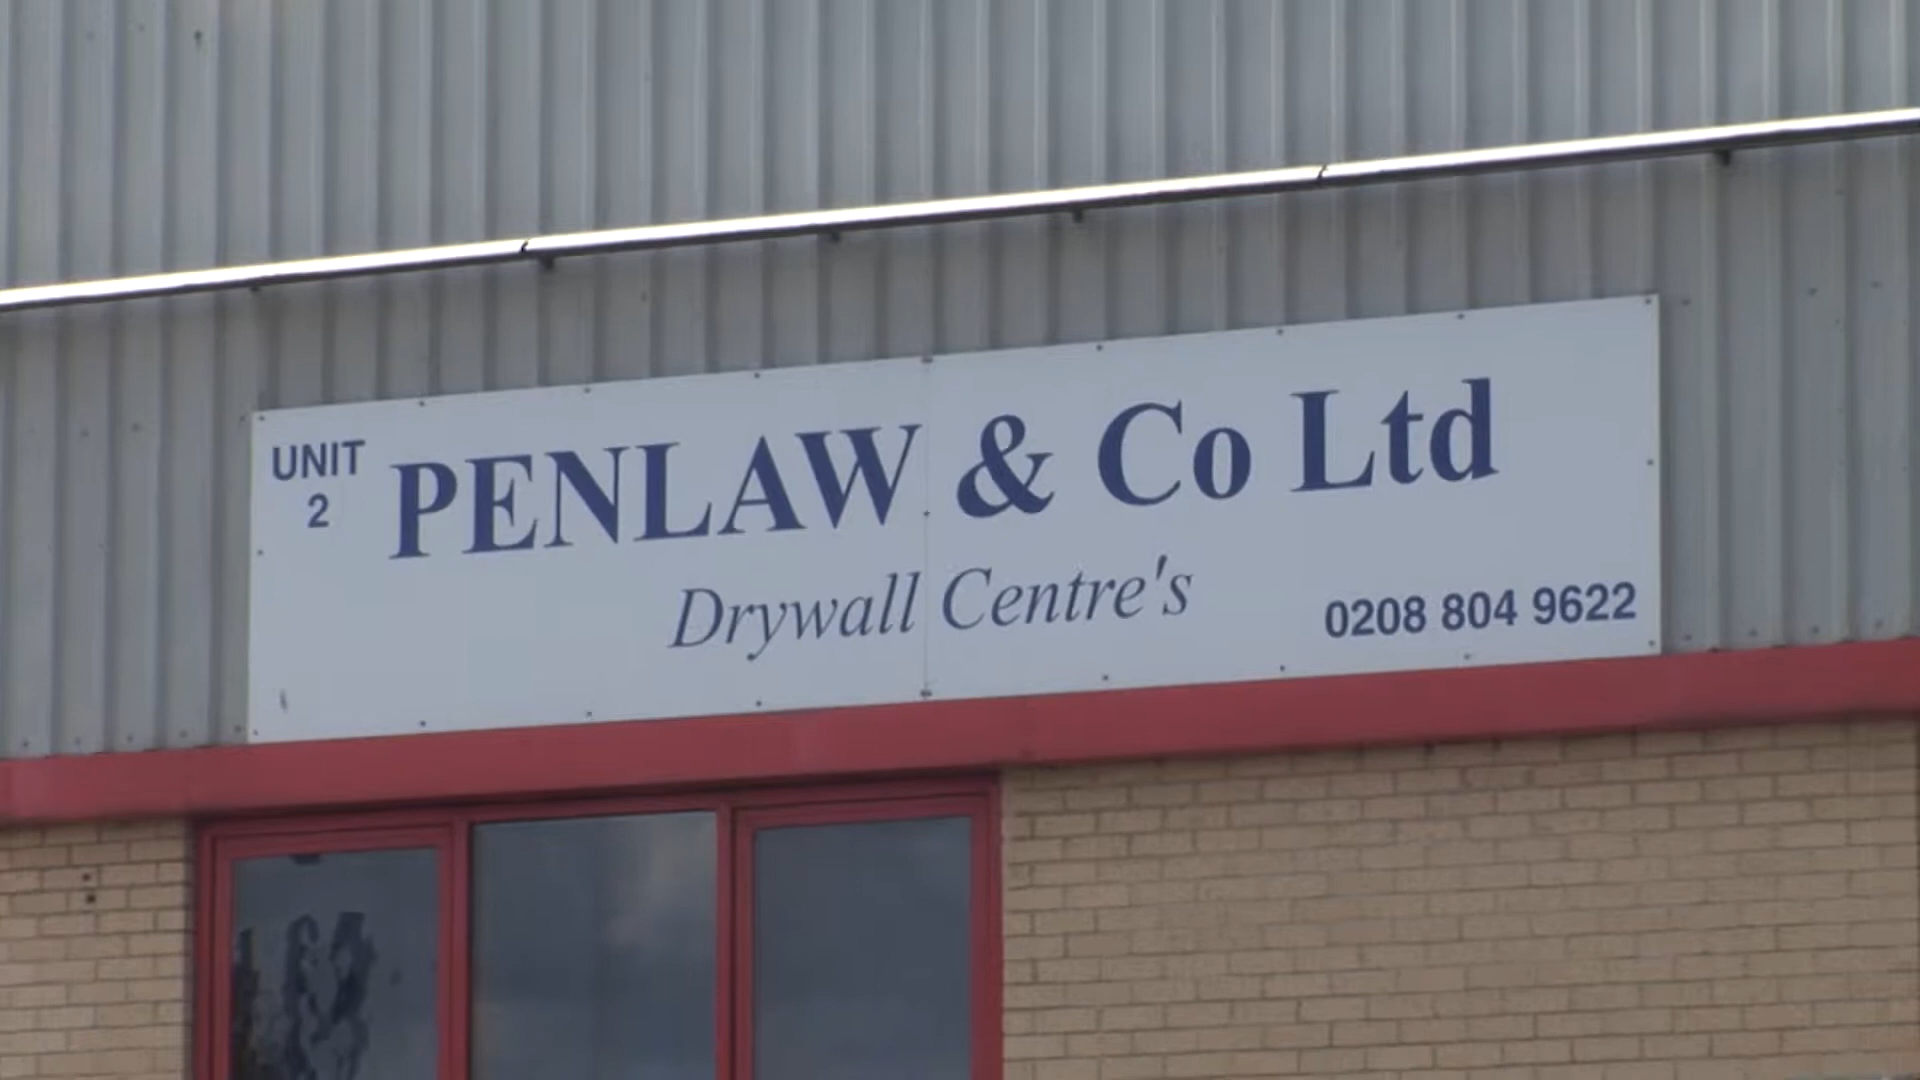 UNIT
2
PENLAW & Co Ltd
Drywall Centre's
0208 804 9622